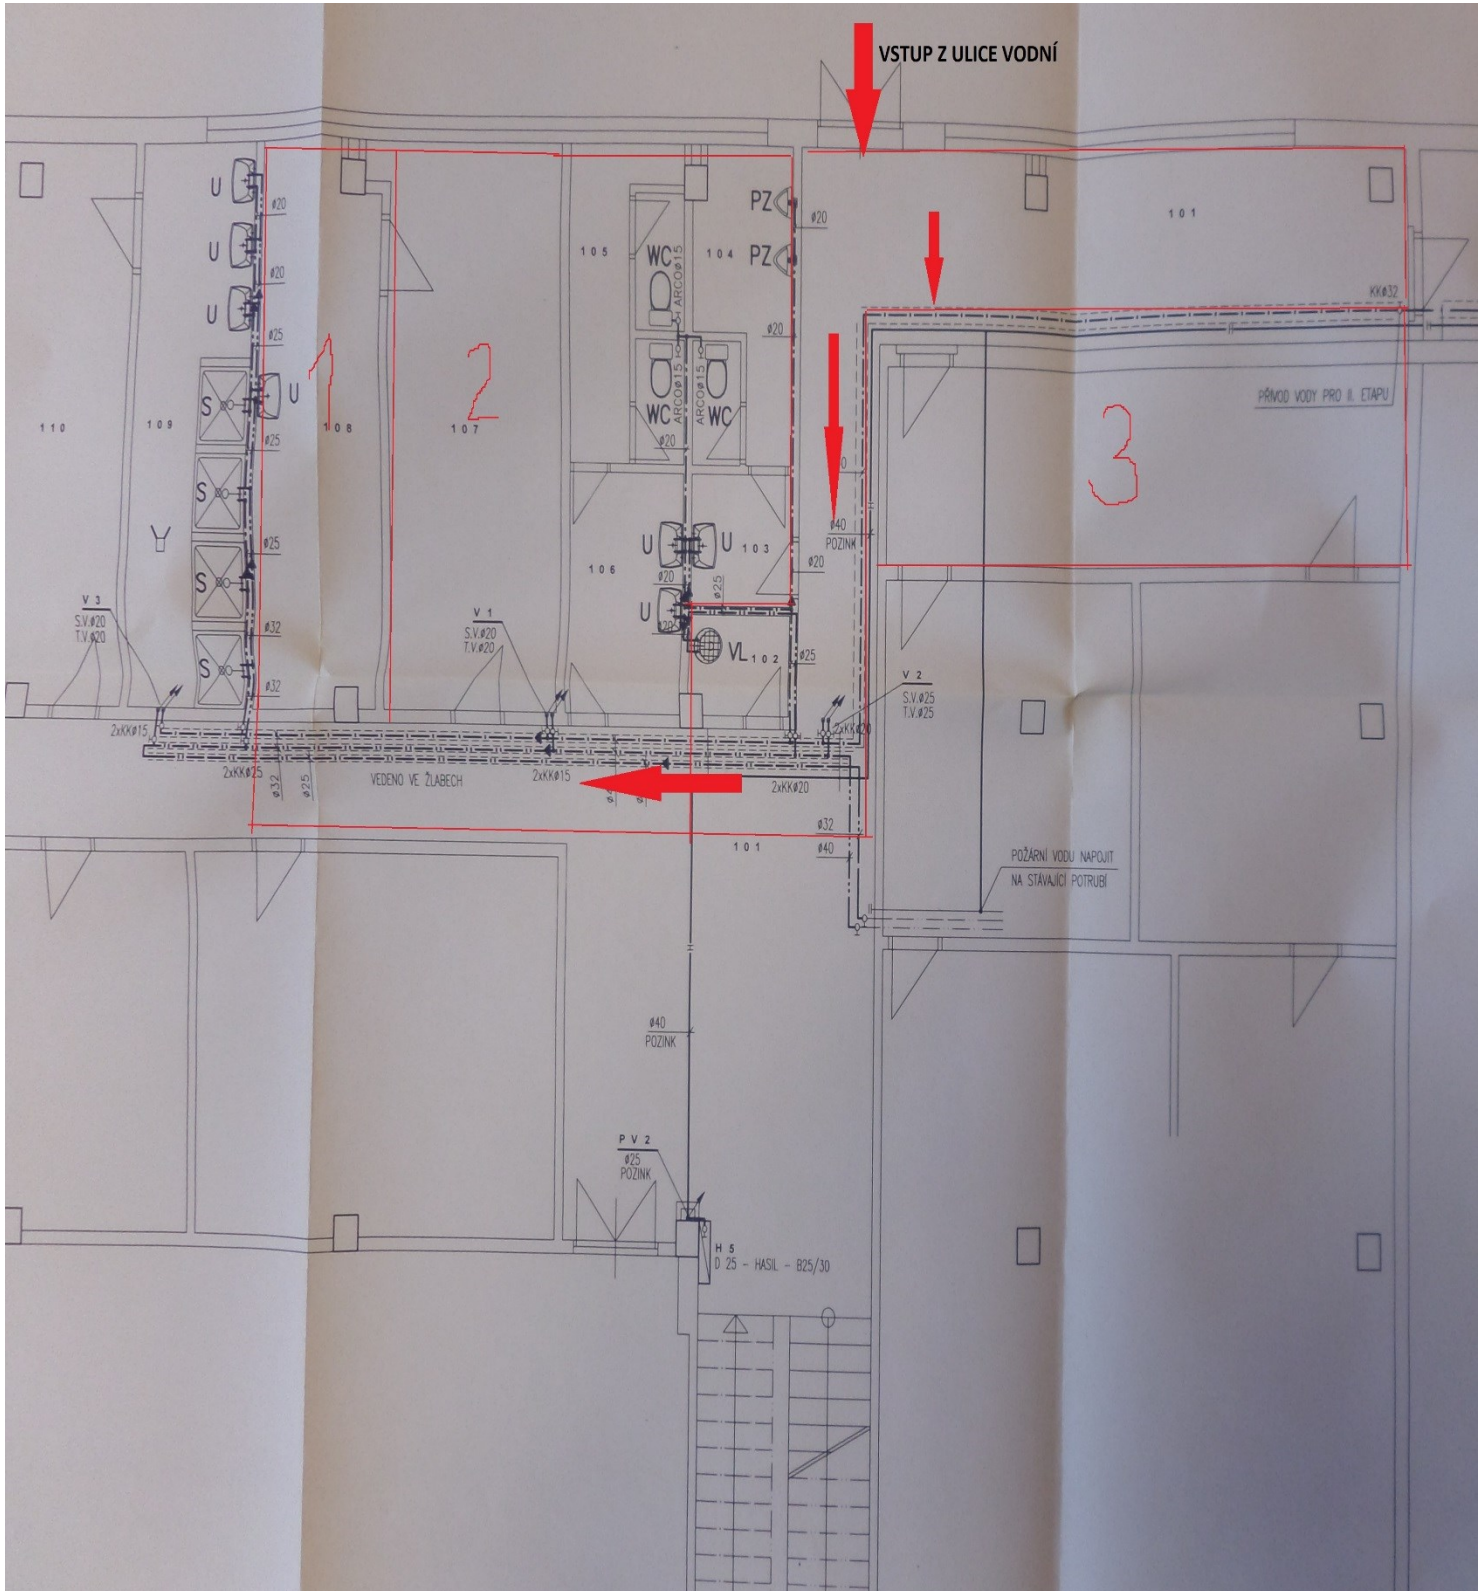 VSTUP Z ULICE VODNÍ
U
PZ
ø20
ø20
101
U
105
WC
ARCOø15
104
PZ
ø20
U
KKø32
ø20
ø25
1
2
WC
ARCOø15
ARCOø15
WC
PŘÍVOD VODY PRO II. ETAPU
S
U
110
109
108
107
ø20
3
ø25
S
ø40
POZINK
ø25
U
U
103
106
ø20
ø25
ø20
S
V 3
S.V.ø20
T.V.ø20
V 1
S.V.ø20
T.V.ø20
U
ø20
ø32
VL
102
ø25
S
V 2
S.V.ø25
T.V.ø25
ø32
2xKKø15
2xKKø20
2xKKø25
ø32
ø25
VEDENO VE ŽLABECH
2xKKø15
2xKKø20
ø32
101
ø40
POŽÁRNÍ VODU NAPOJIT
NA STÁVAJÍCÍ POTRUBÍ
ø40
POZINK
P V 2
ø25
POZINK
H 5
D 25 - HASIL - B25/30